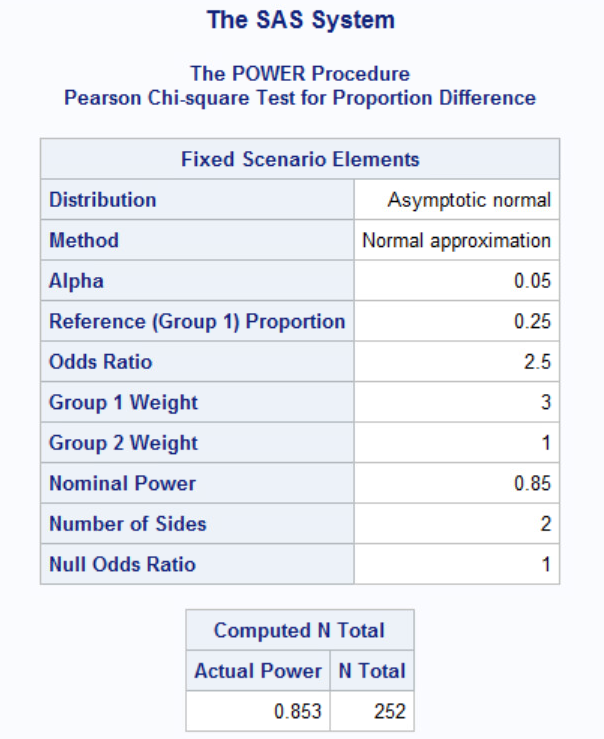 The SAS System
The POWER Procedure
Pearson Chi-square Test for Proportion Difference
Fixed Scenario Elements
Distribution Asymptotic normal
Method Normal approximation
Alpha 0.05
Reference (Group 1) Proportion 0.25
Odds Ratio 2.5
Group 1 Weight 3
Group 2 Weight 1
Nominal Power 0.85
Number of Sides 2
Null Odds Ratio 1
Computed N Total
Actual Power N Total
0.853 252